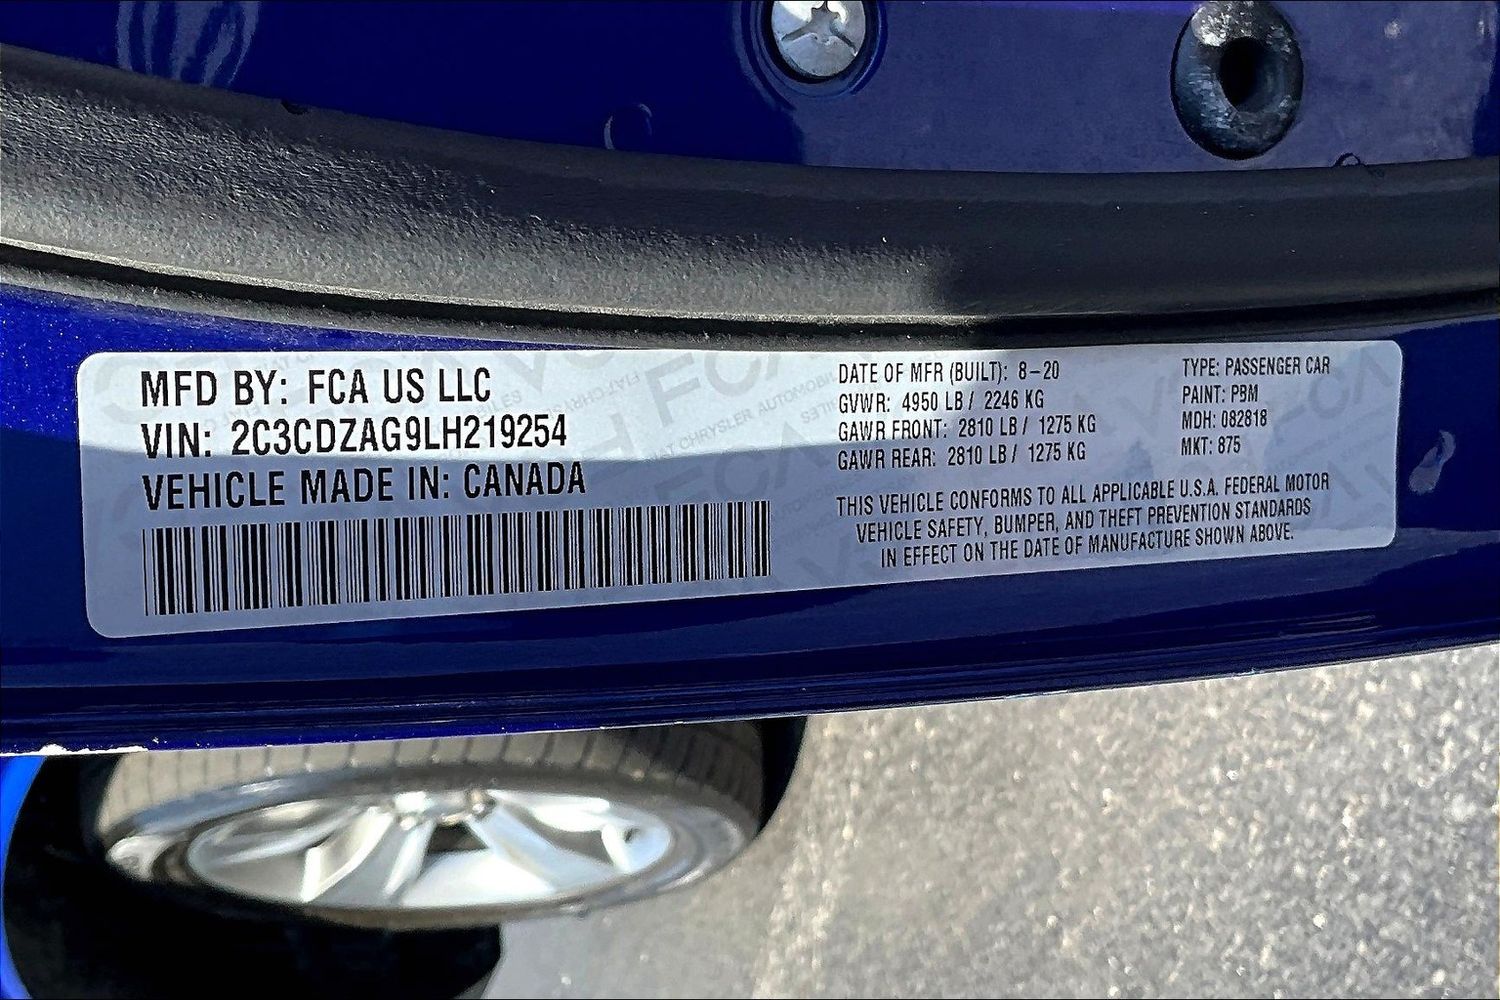 MFD BY: FCA US LLC
VIN: 2C3CDZAG9LH219254
VEHICLE MADE IN: CANADA
DATE OF MFR (BUILT): 8-20
GVWR: 4950 LB / 2246 KG
GAWR FRONT: 2810 LB / 1275 KG
GAWR REAR: 2810 LB / 1275 KG
TYPE: PASSENGER CAR
PAINT: PBM
MDH: 082818
MKT: 875
THIS VEHICLE CONFORMS TO ALL APPLICABLE U.S.A. FEDERAL MOTOR
VEHICLE SAFETY, BUMPER, AND THEFT PREVENTION STANDARDS
IN EFFECT ON THE DATE OF MANUFACTURE SHOWN ABOVE.